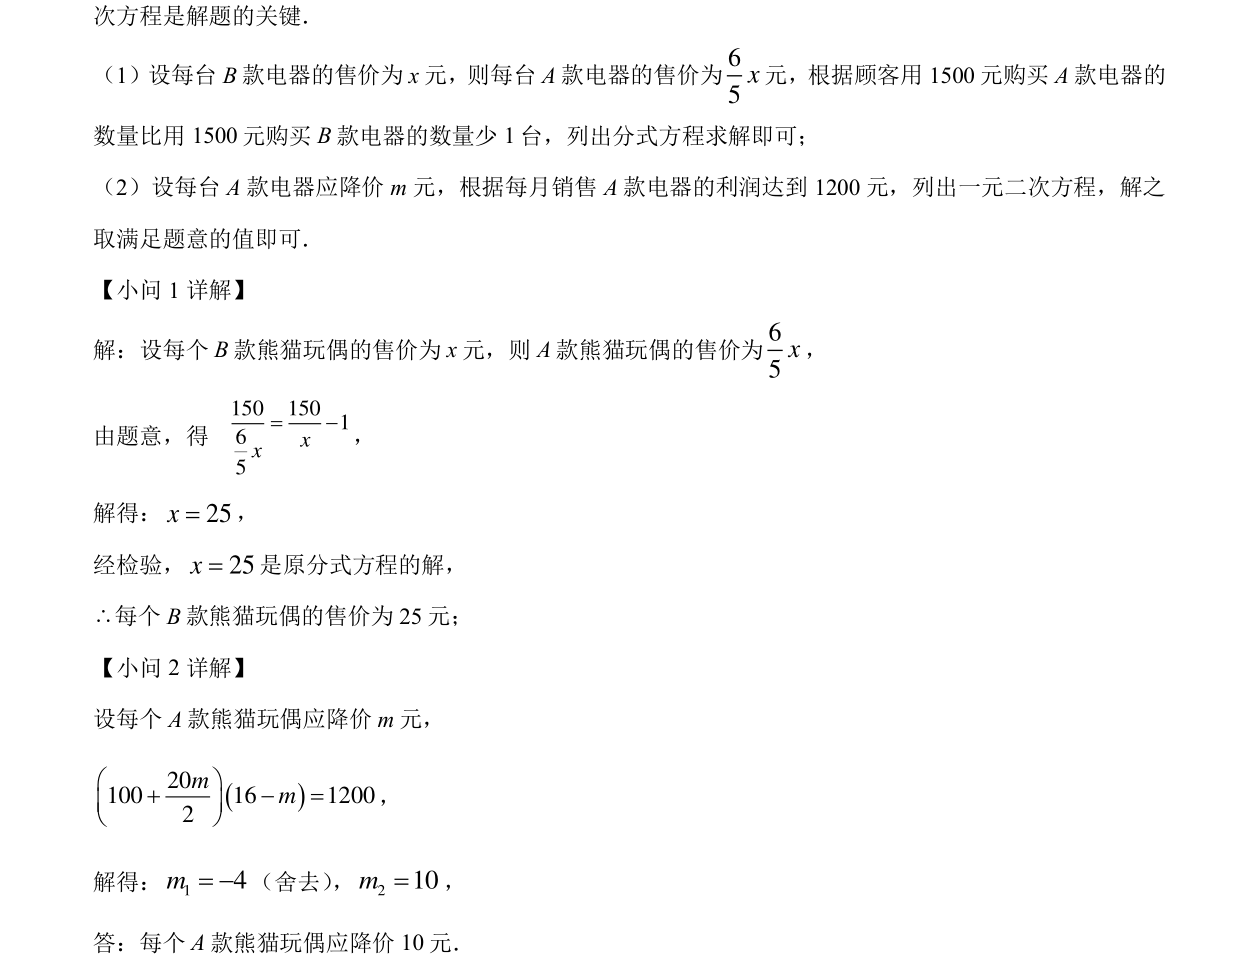 次方程是解题的关键．
（1）设每台 B 款电器的售价为 x 元，则每台 A 款电器的售价为 6/5 x 元，根据顾客用 1500 元购买 A 款电器的
数量比用 1500 元购买 B 款电器的数量少 1 台，列出分式方程求解即可；
（2）设每台 A 款电器应降价 m 元，根据每月销售 A 款电器的利润达到 1200 元，列出一元二次方程，解之
取满足题意的值即可．
【小问 1 详解】
解：设每个 B 款熊猫玩偶的售价为 x 元，则 A 款熊猫玩偶的售价为 6/5 x，
由题意，得 150/(6/5 x) = 150/x − 1，
解得：x = 25，
经检验，x = 25 是原分式方程的解，
∴每个 B 款熊猫玩偶的售价为 25 元；
【小问 2 详解】
设每个 A 款熊猫玩偶应降价 m 元，
(100 + 20m/2)(16 − m) = 1200，
解得：m₁ = −4（舍去），m₂ = 10，
答：每个 A 款熊猫玩偶应降价 10 元．